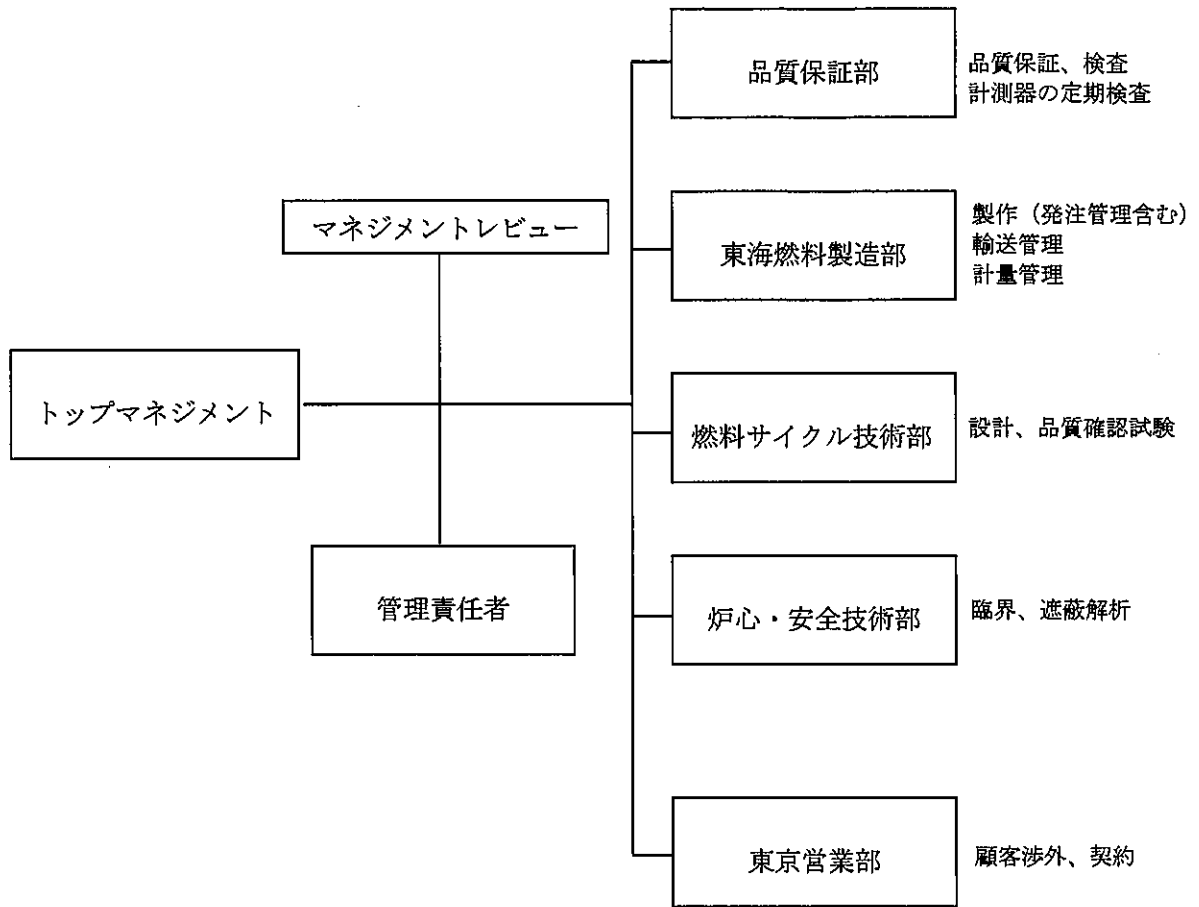 品質保証部
品質保証、検査
計測器の定期検査
マネジメントレビュー
東海燃料製造部
製作（発注管理含む）
輸送管理
計量管理
トップマネジメント
燃料サイクル技術部
設計、品質確認試験
管理責任者
炉心・安全技術部
臨界、遮蔽解析
東京営業部
顧客渉外、契約